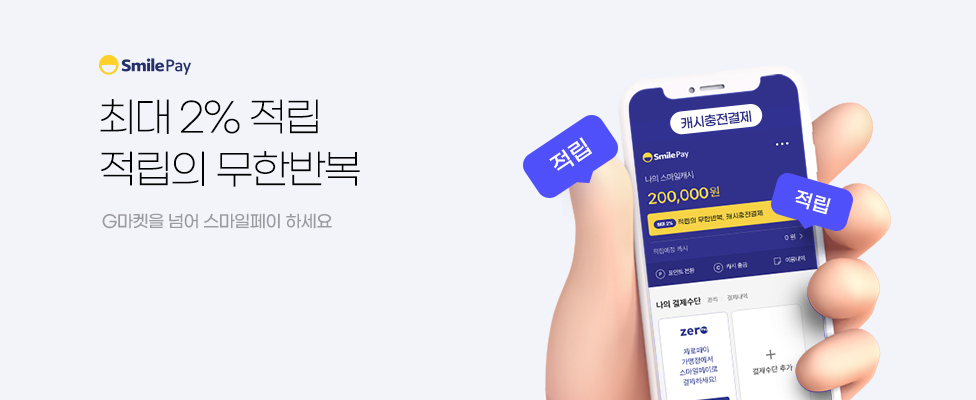 SmilePay
최대 2% 적립
적립의 무한반복
G마켓을 넘어 스마일페이 하세요
적립
캐시충전결제
SmilePay
나의 스마일캐시
200,000원
최대 2% 적립의 무한반복, 캐시충전결제
적립
적립예정 캐시
0 원
P 포인트 전환
C 캐시 출금
이용내역
나의 결제수단 관리 결제내역
zero
제로페이
가맹점에서
스마일페이로
결제하세요!
결제수단 추가